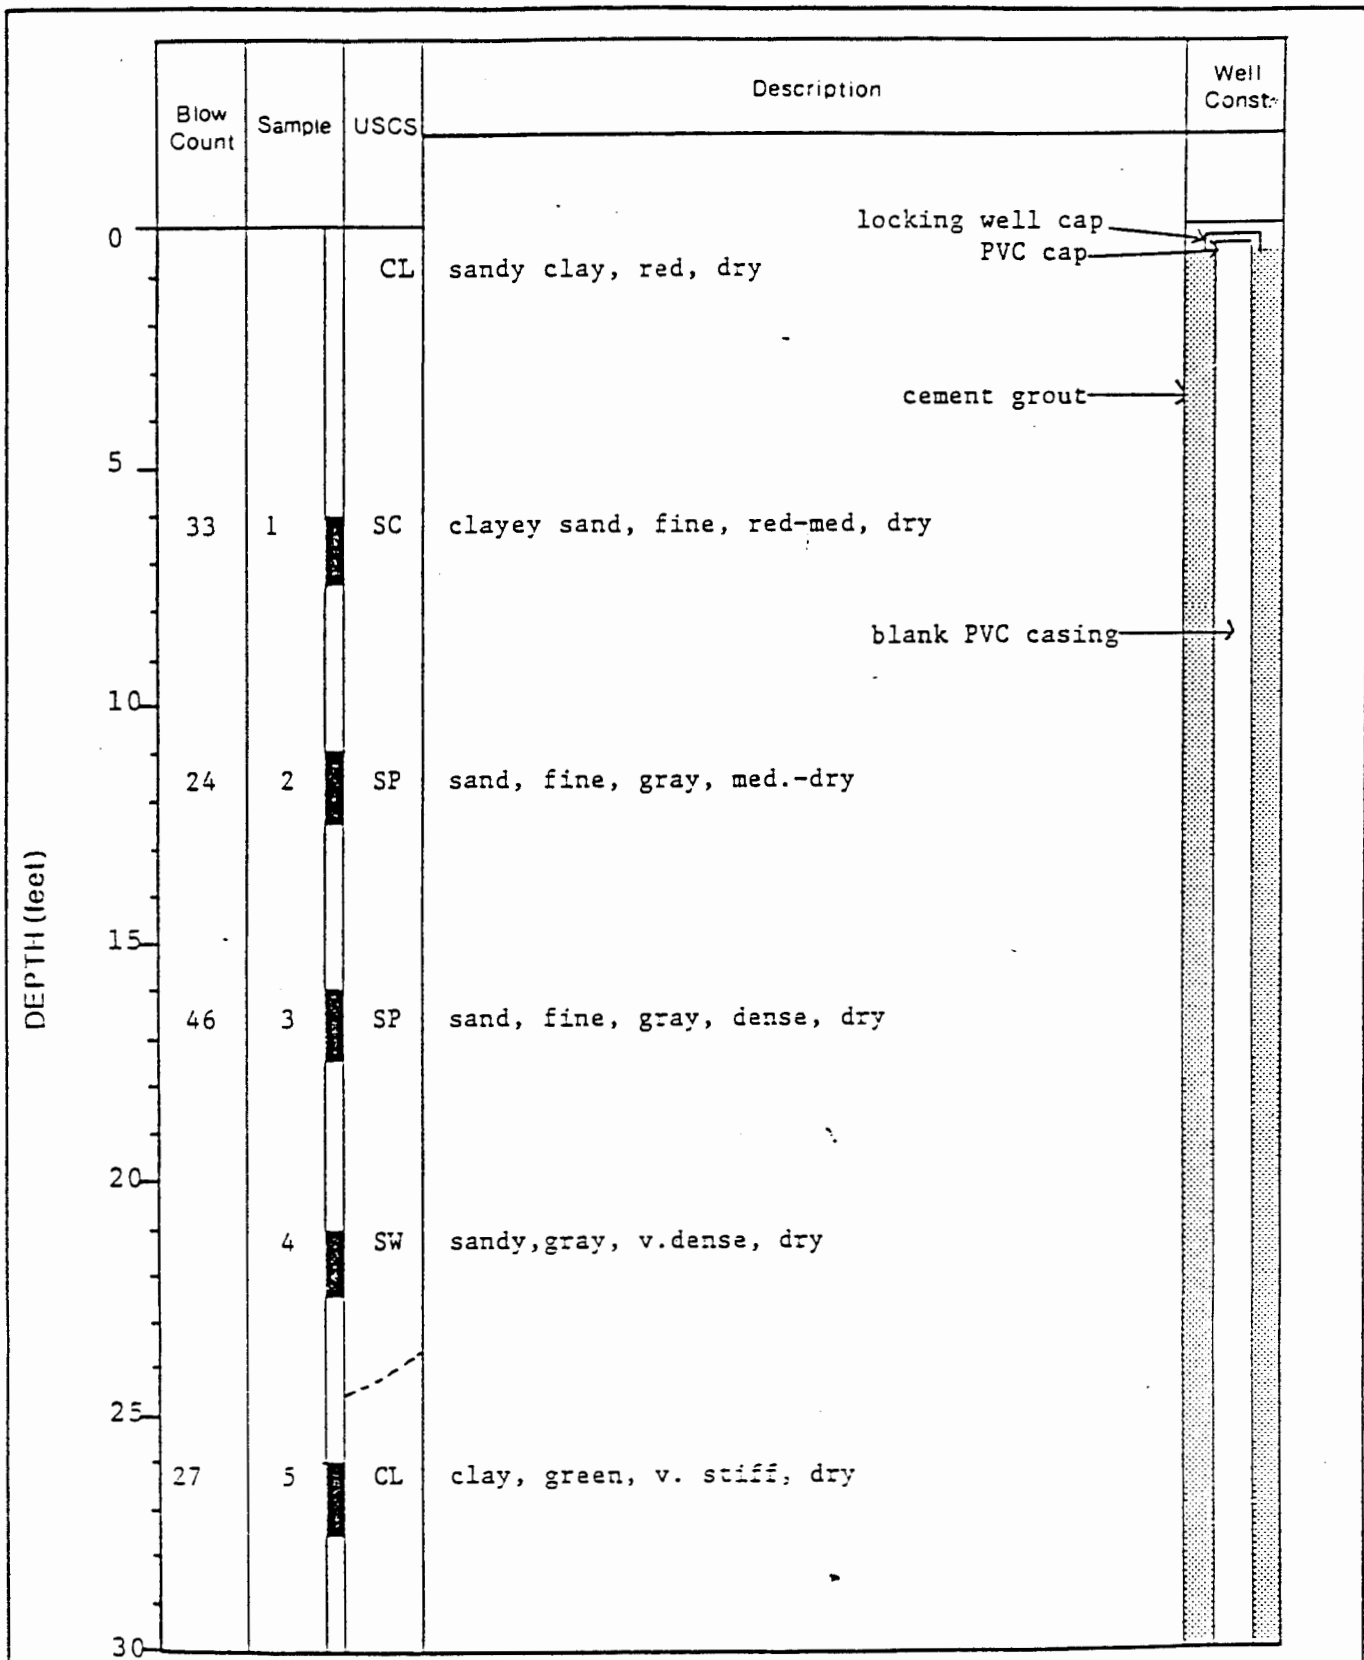 Blow Count
Sample
USCS
Description
Well Constr
DEPTH (feet)
locking well cap
0
PVC cap
CL sandy clay, red, dry
cement grout
5
33 1 SC clayey sand, fine, red-med, dry
blank PVC casing
10
24 2 SP sand, fine, gray, med.-dry
15
46 3 SP sand, fine, gray, dense, dry
20
4 SW sandy,gray, v.dense, dry
25
27 5 CL clay, green, v. stiff, dry
30